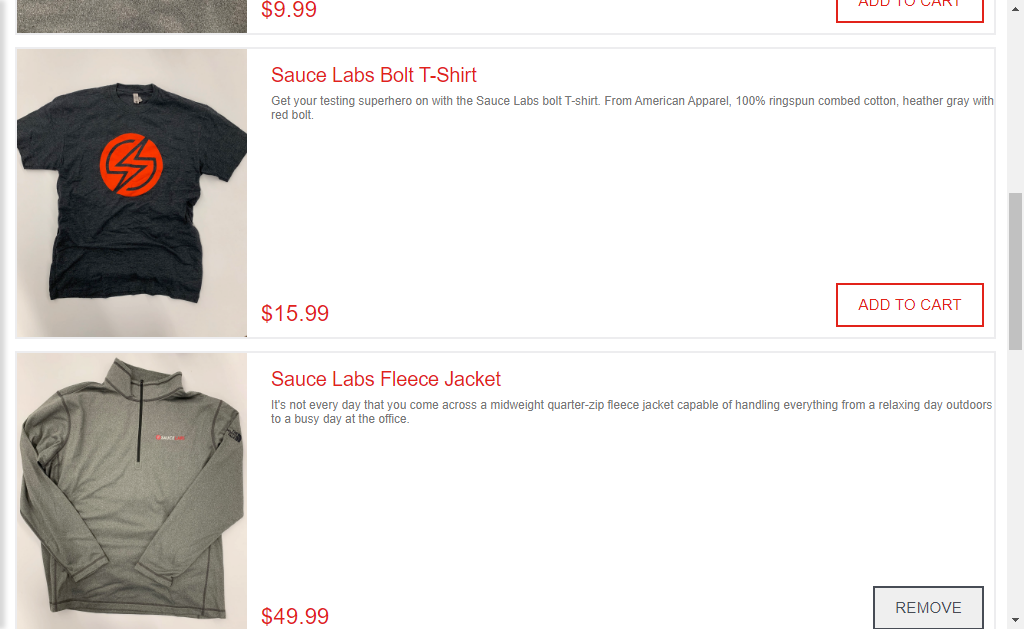 $9.99
ADD TO CART
Sauce Labs Bolt T-Shirt
Get your testing superhero on with the Sauce Labs bolt T-shirt. From American Apparel, 100% ringspun combed cotton, heather gray with
red bolt.
$15.99
ADD TO CART
Sauce Labs Fleece Jacket
It's not every day that you come across a midweight quarter-zip fleece jacket capable of handling everything from a relaxing day outdoors
to a busy day at the office.
$49.99
REMOVE